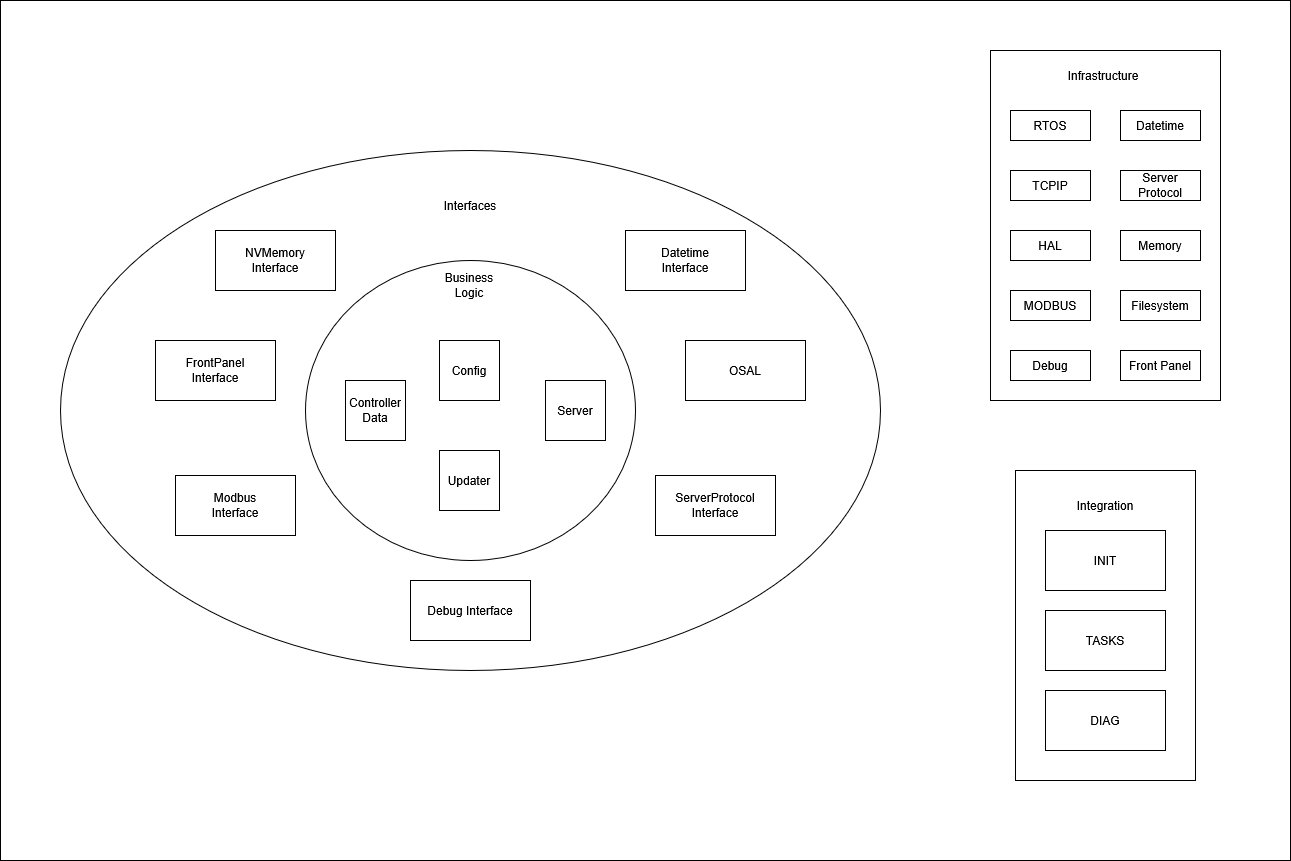 Interfaces
NVMemory
Interface
Datetime
Interface
Business
Logic
FrontPanel
Interface
Config
OSAL
Controller
Data
Server
Updater
Modbus
Interface
ServerProtocol
Interface
Debug Interface
Infrastructure
RTOS
Datetime
TCPIP
Server
Protocol
HAL
Memory
MODBUS
Filesystem
Debug
Front Panel
Integration
INIT
TASKS
DIAG